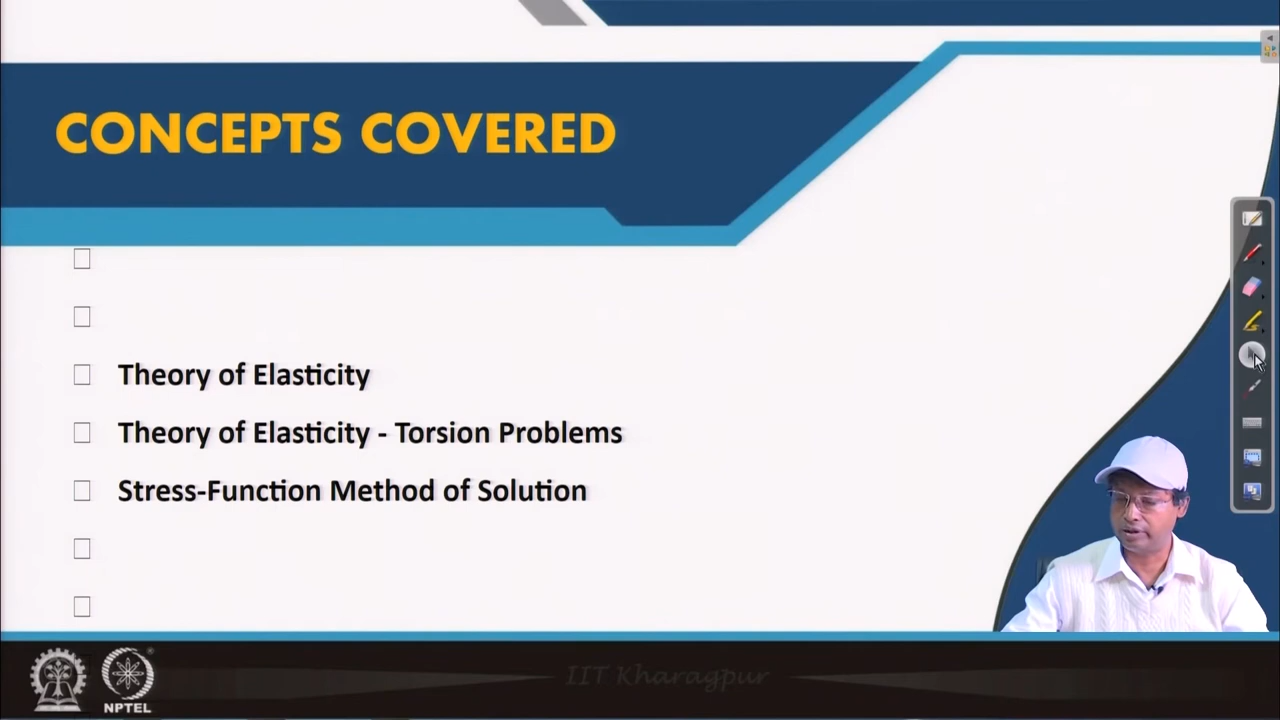 CONCEPTS COVERED
Theory of Elasticity
Theory of Elasticity - Torsion Problems
Stress-Function Method of Solution
IIT Kharagpur
NPTEL